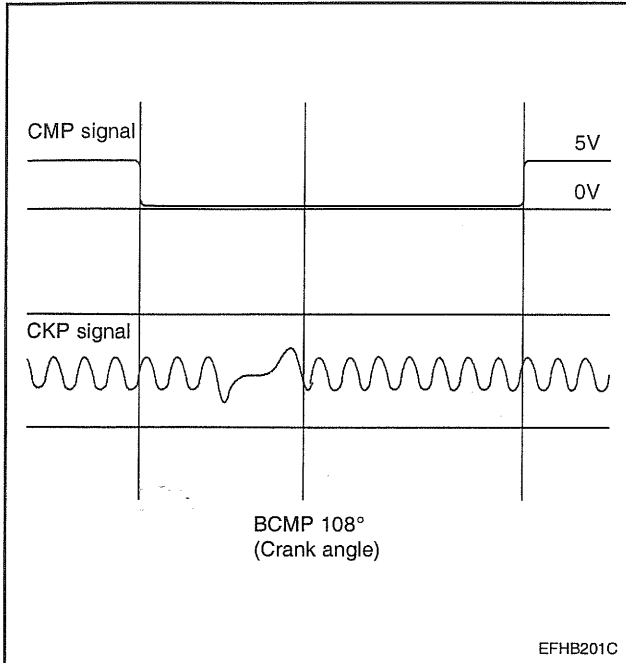 CMP signal
5V
0V
CKP signal
BCMP 108°
(Crank angle)
EFHB201C